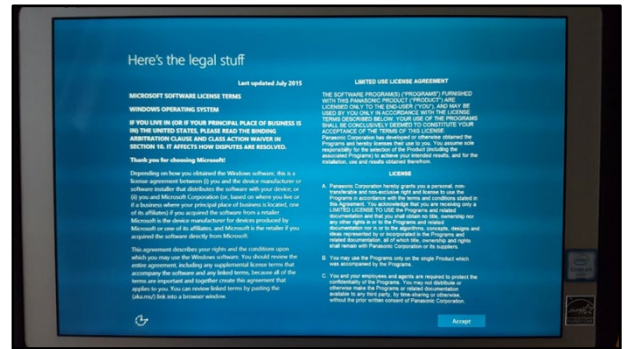 Here's the legal stuff
Last updated July 2015
MICROSOFT SOFTWARE LICENSE TERMS
WINDOWS OPERATING SYSTEM
IF YOU LIVE IN (OR IF YOUR PRINCIPAL PLACE OF BUSINESS IS
IN) THE UNITED STATES, PLEASE READ THE BINDING
ARBITRATION CLAUSE AND CLASS ACTION WAIVER IN
SECTION 10. IT AFFECTS HOW DISPUTES ARE RESOLVED.
Thank you for choosing Microsoft!
Depending on how you obtained the Windows software, this is a
license agreement between (i) you and the device manufacturer or
software installer that distributes the software with your device; or
(ii) you and Microsoft Corporation (or, based on where you live or
if a business where your principal place of business is located, one
of its affiliates) if you acquired the software from a retailer.
Microsoft is the device manufacturer for devices produced by
Microsoft or one of its affiliates, and Microsoft is the retailer if you
acquired the software directly from Microsoft.
This agreement describes your rights and the conditions upon
which you may use the Windows software. You should review the
entire agreement, including any supplemental license terms that
accompany the software and any linked terms, because all of the
terms are important and together create this agreement that
applies to you. You can review linked terms by pasting the
(aka.ms/) link into a browser window.
LIMITED USE LICENSE AGREEMENT
THE SOFTWARE PROGRAM(S) ("PROGRAMS") FURNISHED
WITH THIS PANASONIC PRODUCT ("PRODUCT") ARE
LICENSED ONLY TO THE END-USER ("YOU"), AND MAY BE
USED BY YOU ONLY IN ACCORDANCE WITH THE LICENSE
TERMS DESCRIBED BELOW. YOUR USE OF THE PROGRAMS
SHALL BE CONCLUSIVELY DEEMED TO CONSTITUTE YOUR
ACCEPTANCE OF THE TERMS OF THIS LICENSE.
Panasonic Corporation has developed or otherwise obtained the
Programs and hereby licenses their use to you. You assume sole
responsibility for the selection of the Product (including the
associated Programs) to achieve your intended results, and for the
installation, use and results obtained therefrom.
LICENSE
A. Panasonic Corporation hereby grants you a personal, non-
transferable and non-exclusive right and license to use the
Programs in accordance with the terms and conditions stated in
this Agreement. You acknowledge that you are receiving only a
LIMITED LICENSE TO USE the Programs and related
documentation and that you shall obtain no title, ownership nor
any other rights in or to the Programs and related
documentation nor in or to the algorithms, concepts, designs and
ideas represented by or incorporated in the Programs and
related documentation, all of which title, ownership and rights
shall remain with Panasonic Corporation or its suppliers.
B. You may use the Programs only on the single Product which
was accompanied by the Programs.
C. You and your employees and agents are required to protect the
confidentiality of the Programs. You may not distribute or
otherwise make the Programs or related documentation
available to any third party, by time-sharing or otherwise,
without the prior written consent of Panasonic Corporation.
Accept